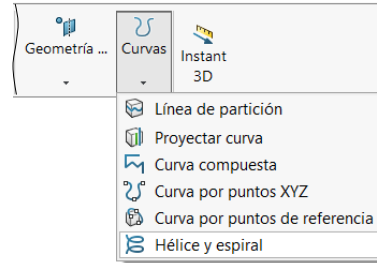 Geometría ...
Curvas
Instant
3D
Línea de partición
Proyectar curva
Curva compuesta
Curva por puntos XYZ
Curva por puntos de referencia
Hélice y espiral